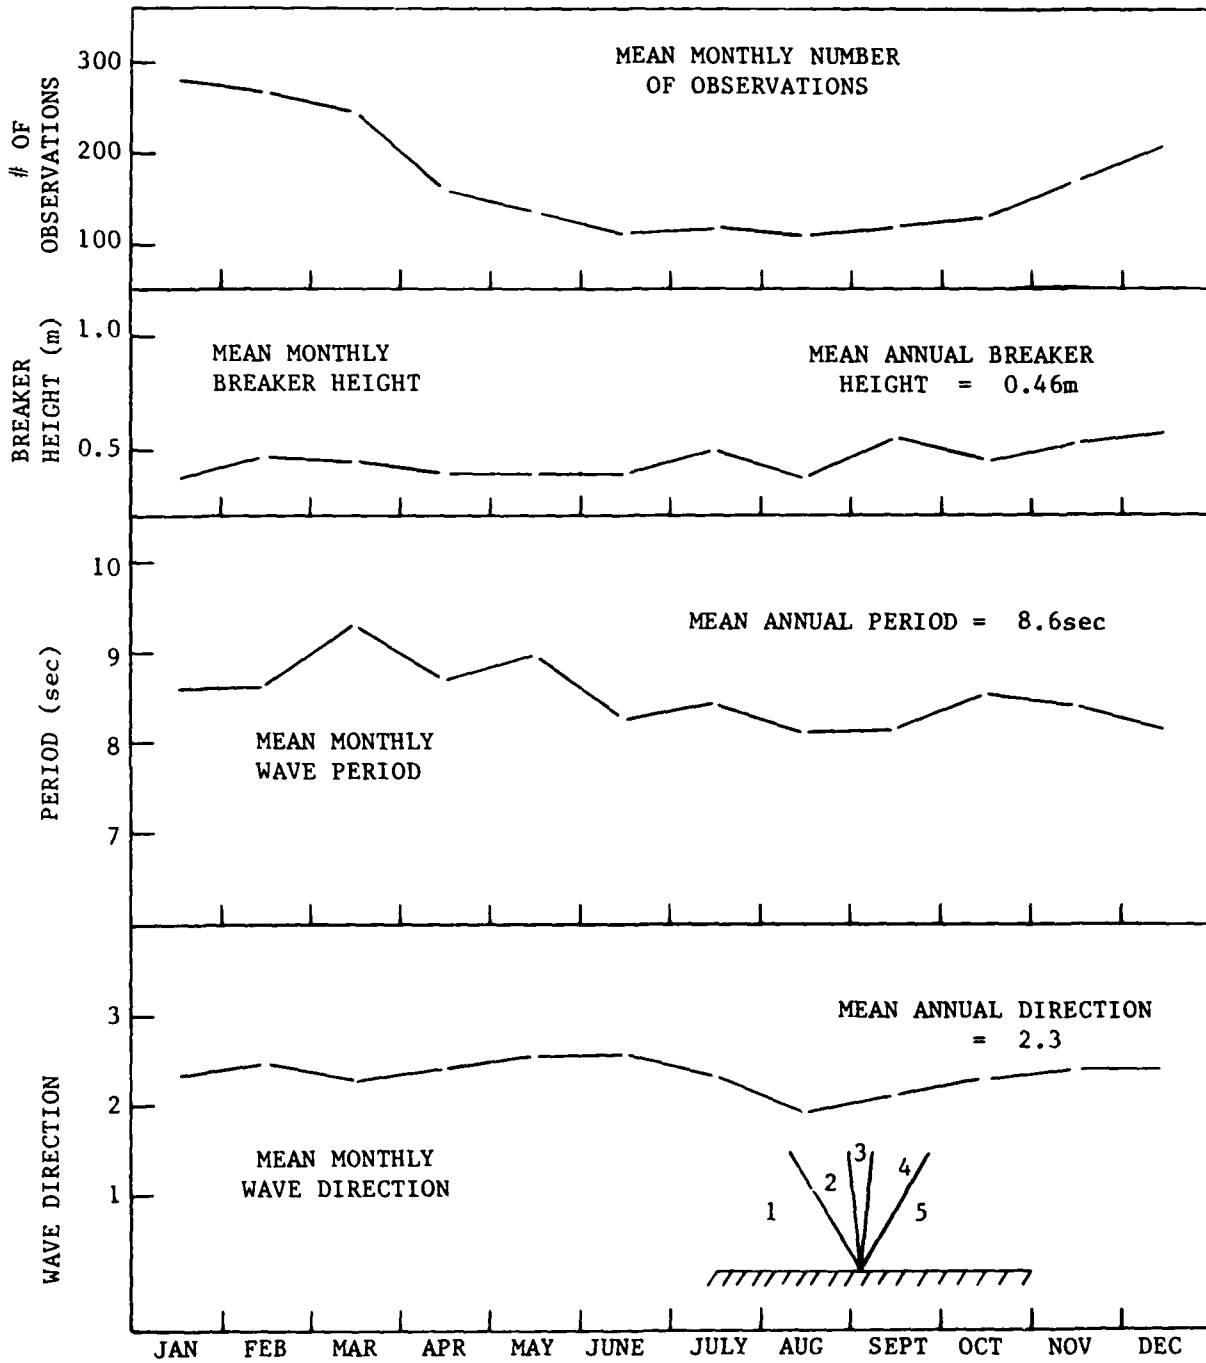 # OF
OBSERVATIONS
300
200
100
MEAN MONTHLY NUMBER
OF OBSERVATIONS
BREAKER
HEIGHT (m)
1.0
0.5
MEAN MONTHLY
BREAKER HEIGHT
MEAN ANNUAL BREAKER
HEIGHT = 0.46m
PERIOD (sec)
10
9
8
7
MEAN ANNUAL PERIOD = 8.6sec
MEAN MONTHLY
WAVE PERIOD
WAVE DIRECTION
3
2
1
MEAN ANNUAL DIRECTION
= 2.3
MEAN MONTHLY
WAVE DIRECTION
1
2
3
4
5
JAN FEB MAR APR MAY JUNE JULY AUG SEPT OCT NOV DEC